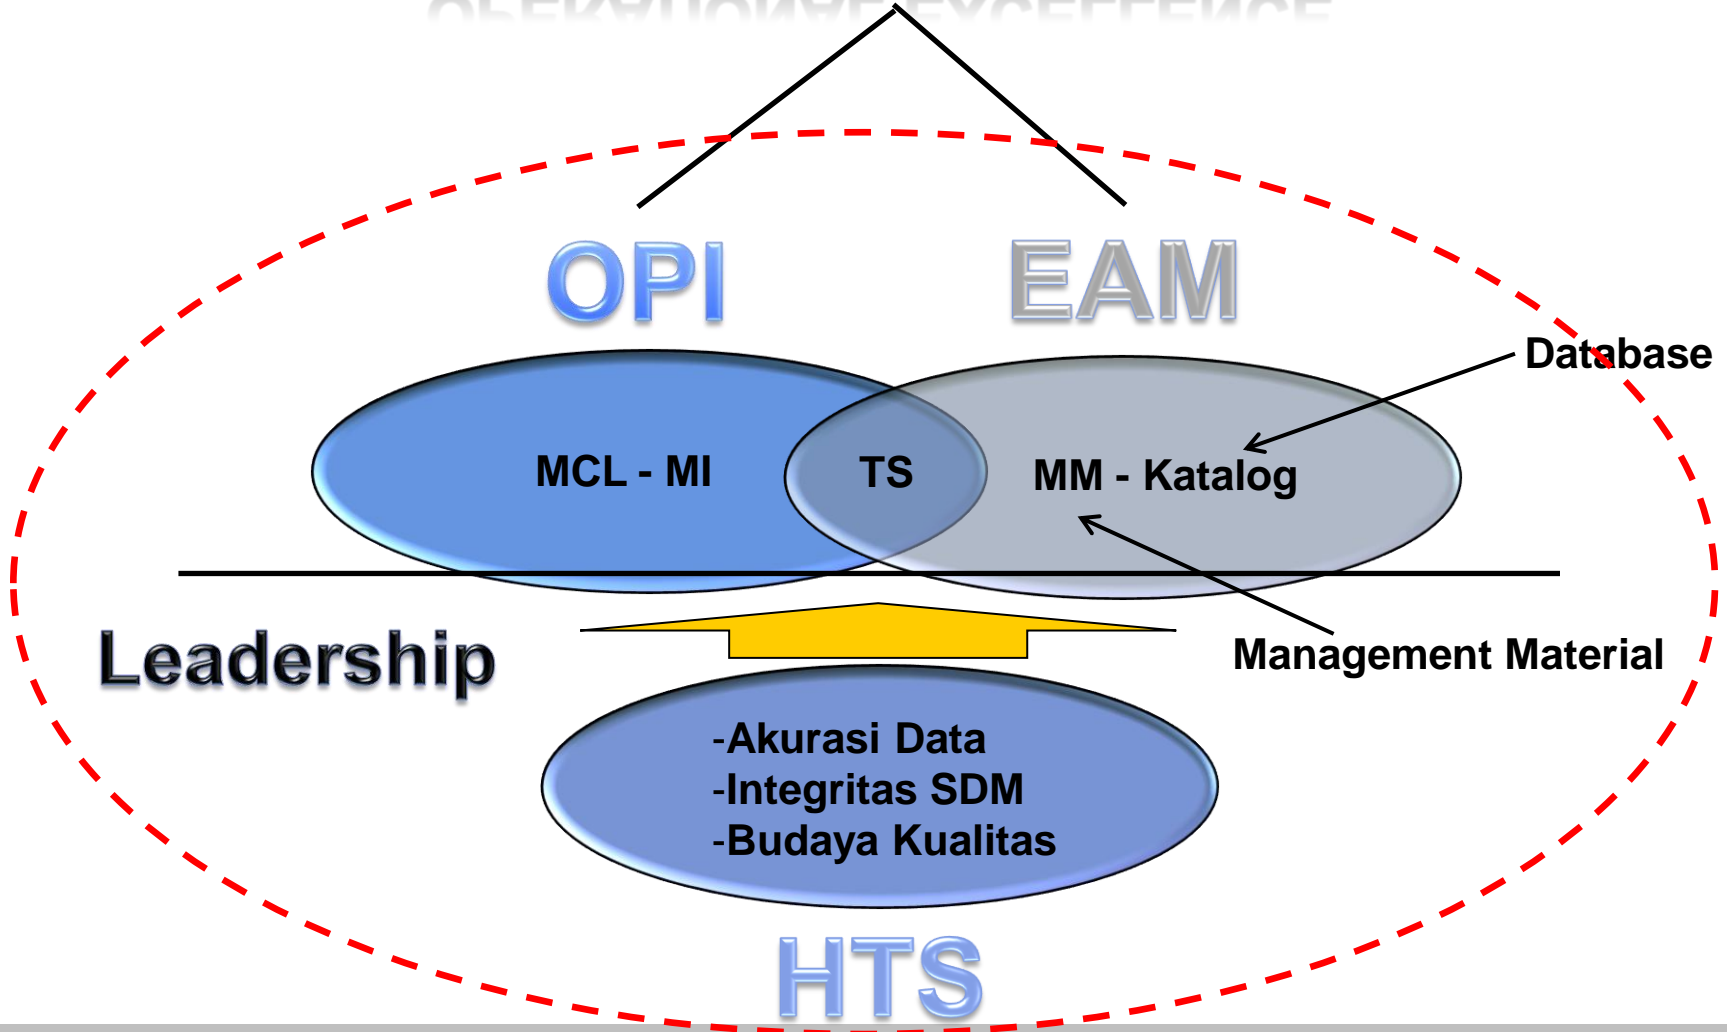 OPI
EAM
Database
MCL - MI
TS
MM - Katalog
Leadership
Management Material
-Akurasi Data
-Integritas SDM
-Budaya Kualitas
HTS